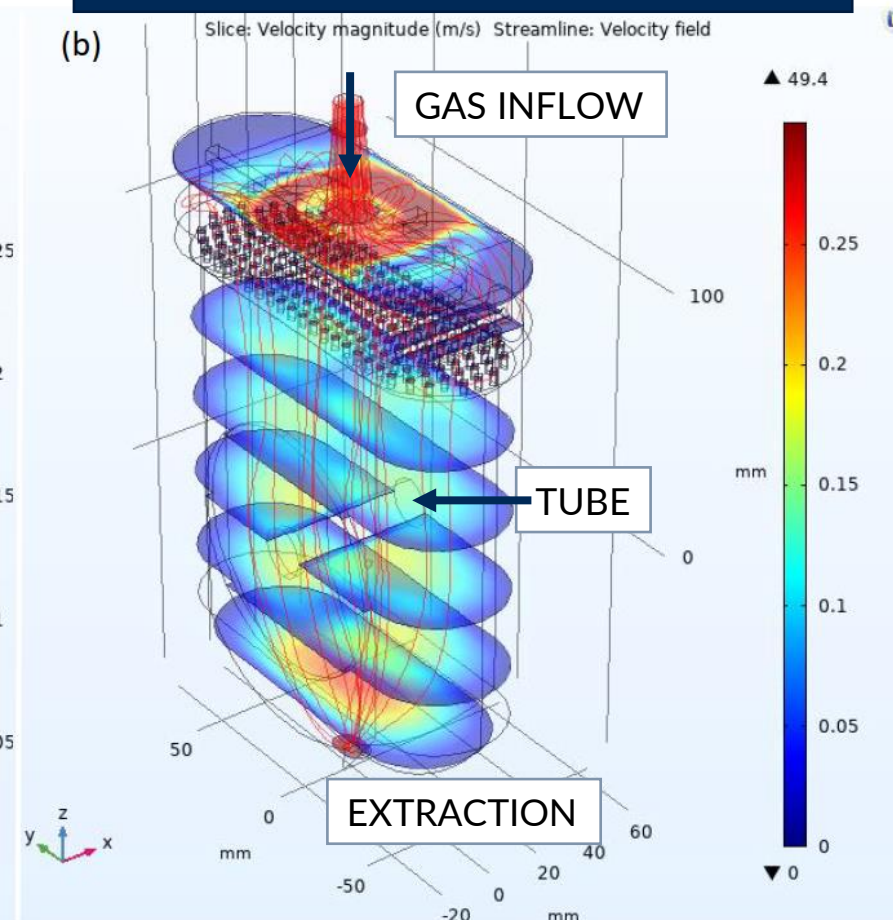 (b)
Slice: Velocity magnitude (m/s) Streamline: Velocity field
▲ 49.4
GAS INFLOW
0.25
100
0.2
mm
0.15
TUBE
0
0.1
0.05
50
EXTRACTION
0
60
0
mm
40
▼ 0
-50
20
0
-20
mm
z
y
x